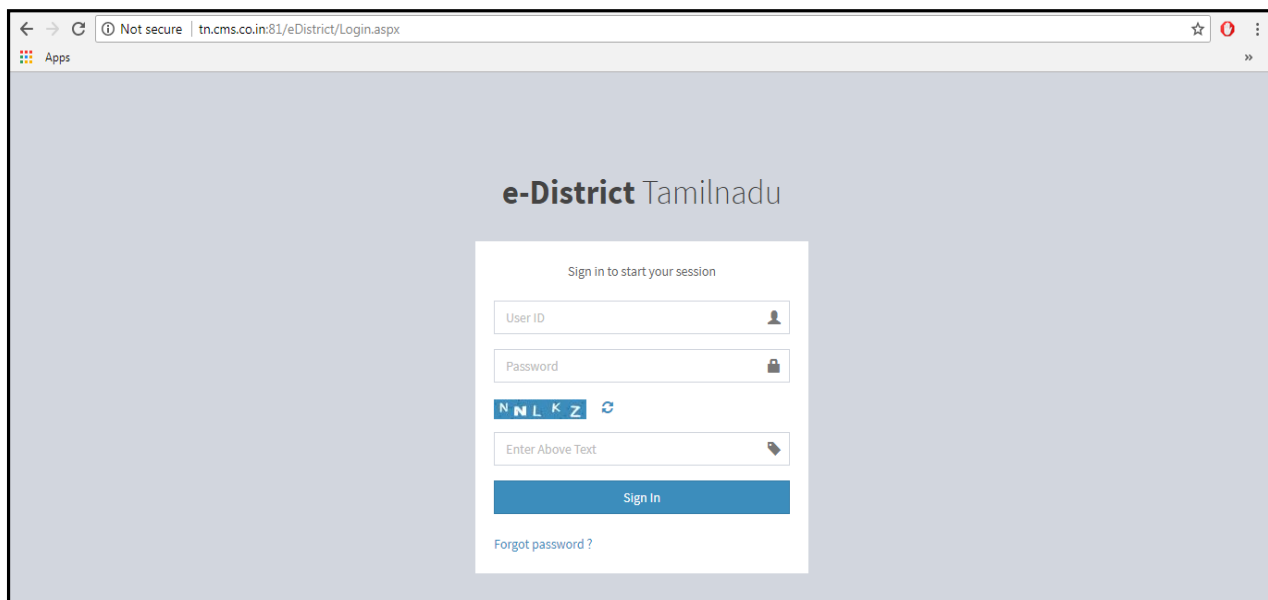 Not secure | tn.cms.co.in:81/eDistrict/Login.aspx
Apps
e-District Tamilnadu
Sign in to start your session
User ID
Password
N N L K Z
Enter Above Text
Sign In
Forgot password ?